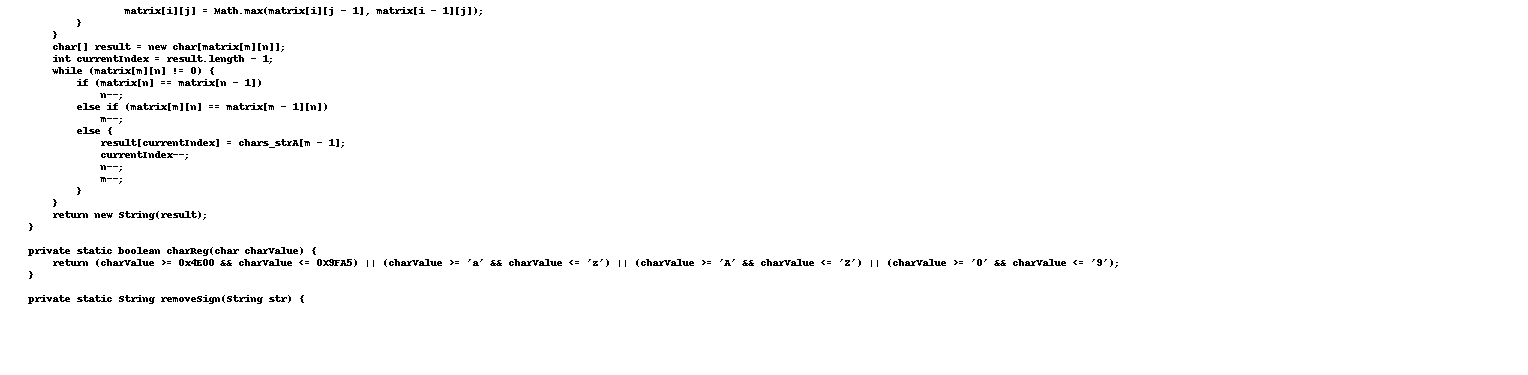 matrix[i][j] = Math.max(matrix[i][j - 1], matrix[i - 1][j]);
}
}
char[] result = new char[matrix[m][n]];
int currentIndex = result.length - 1;
while (matrix[m][n] != 0) {
if (matrix[n] == matrix[n - 1])
n--;
else if (matrix[m][n] == matrix[m - 1][n])
m--;
else {
result[currentIndex] = chars_strA[m - 1];
currentIndex--;
n--;
m--;
}
}
return new String(result);
}
private static boolean charReg(char charValue) {
return (charValue >= 0x4E00 && charValue <= 0X9FA5) || (charValue >= 'a' && charValue <= 'z') || (charValue >= 'A' && charValue <= 'Z') || (charValue >= '0' && charValue <= '9');
}
private static String removeSign(String str) {